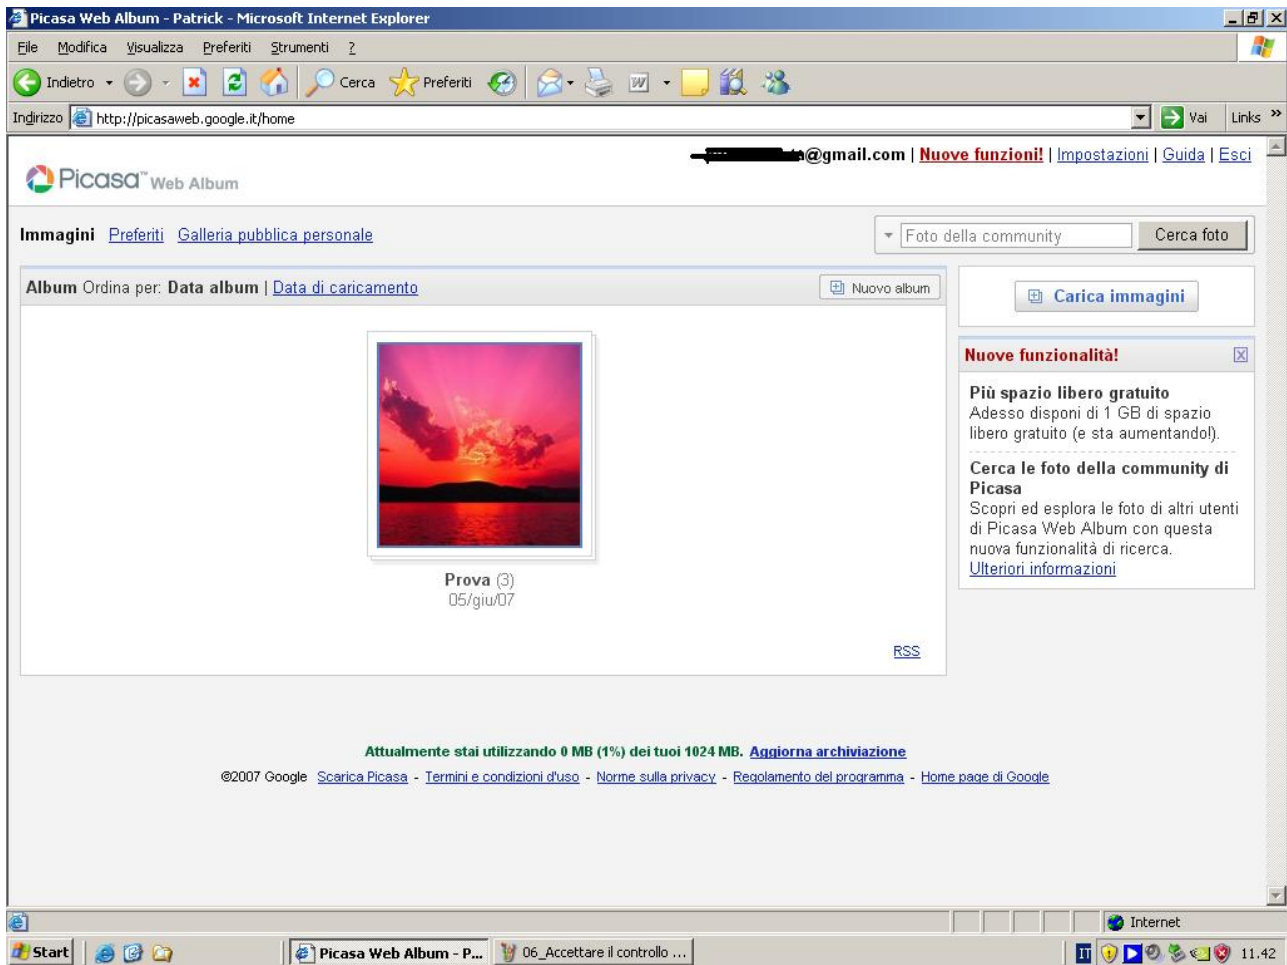 Picasa Web Album - Patrick - Microsoft Internet Explorer
File Modifica Visualizza Preferiti Strumenti ?
Indietro Cerca Preferiti
Indirizzo http://picasaweb.google.it/home Vai Links »
@gmail.com | Nuove funzioni! | Impostazioni | Guida | Esci
Picasa™ Web Album
Immagini Preferiti Galleria pubblica personale Foto della community Cerca foto
Album Ordina per: Data album | Data di caricamento Nuovo album
Carica immagini
Nuove funzionalità!
Più spazio libero gratuito
Adesso disponi di 1 GB di spazio
libero gratuito (e sta aumentando!).
Cerca le foto della community di
Picasa
Scopri ed esplora le foto di altri utenti
di Picasa Web Album con questa
nuova funzionalità di ricerca.
Ulteriori informazioni
Prova (3)
05/giu/07
RSS
Attualmente stai utilizzando 0 MB (1%) dei tuoi 1024 MB. Aggiorna archiviazione
©2007 Google Scarica Picasa - Termini e condizioni d'uso - Norme sulla privacy - Regolamento del programma - Home page di Google
Internet
Start Picasa Web Album - P... 06_Accettare il controllo ... IT 11.42